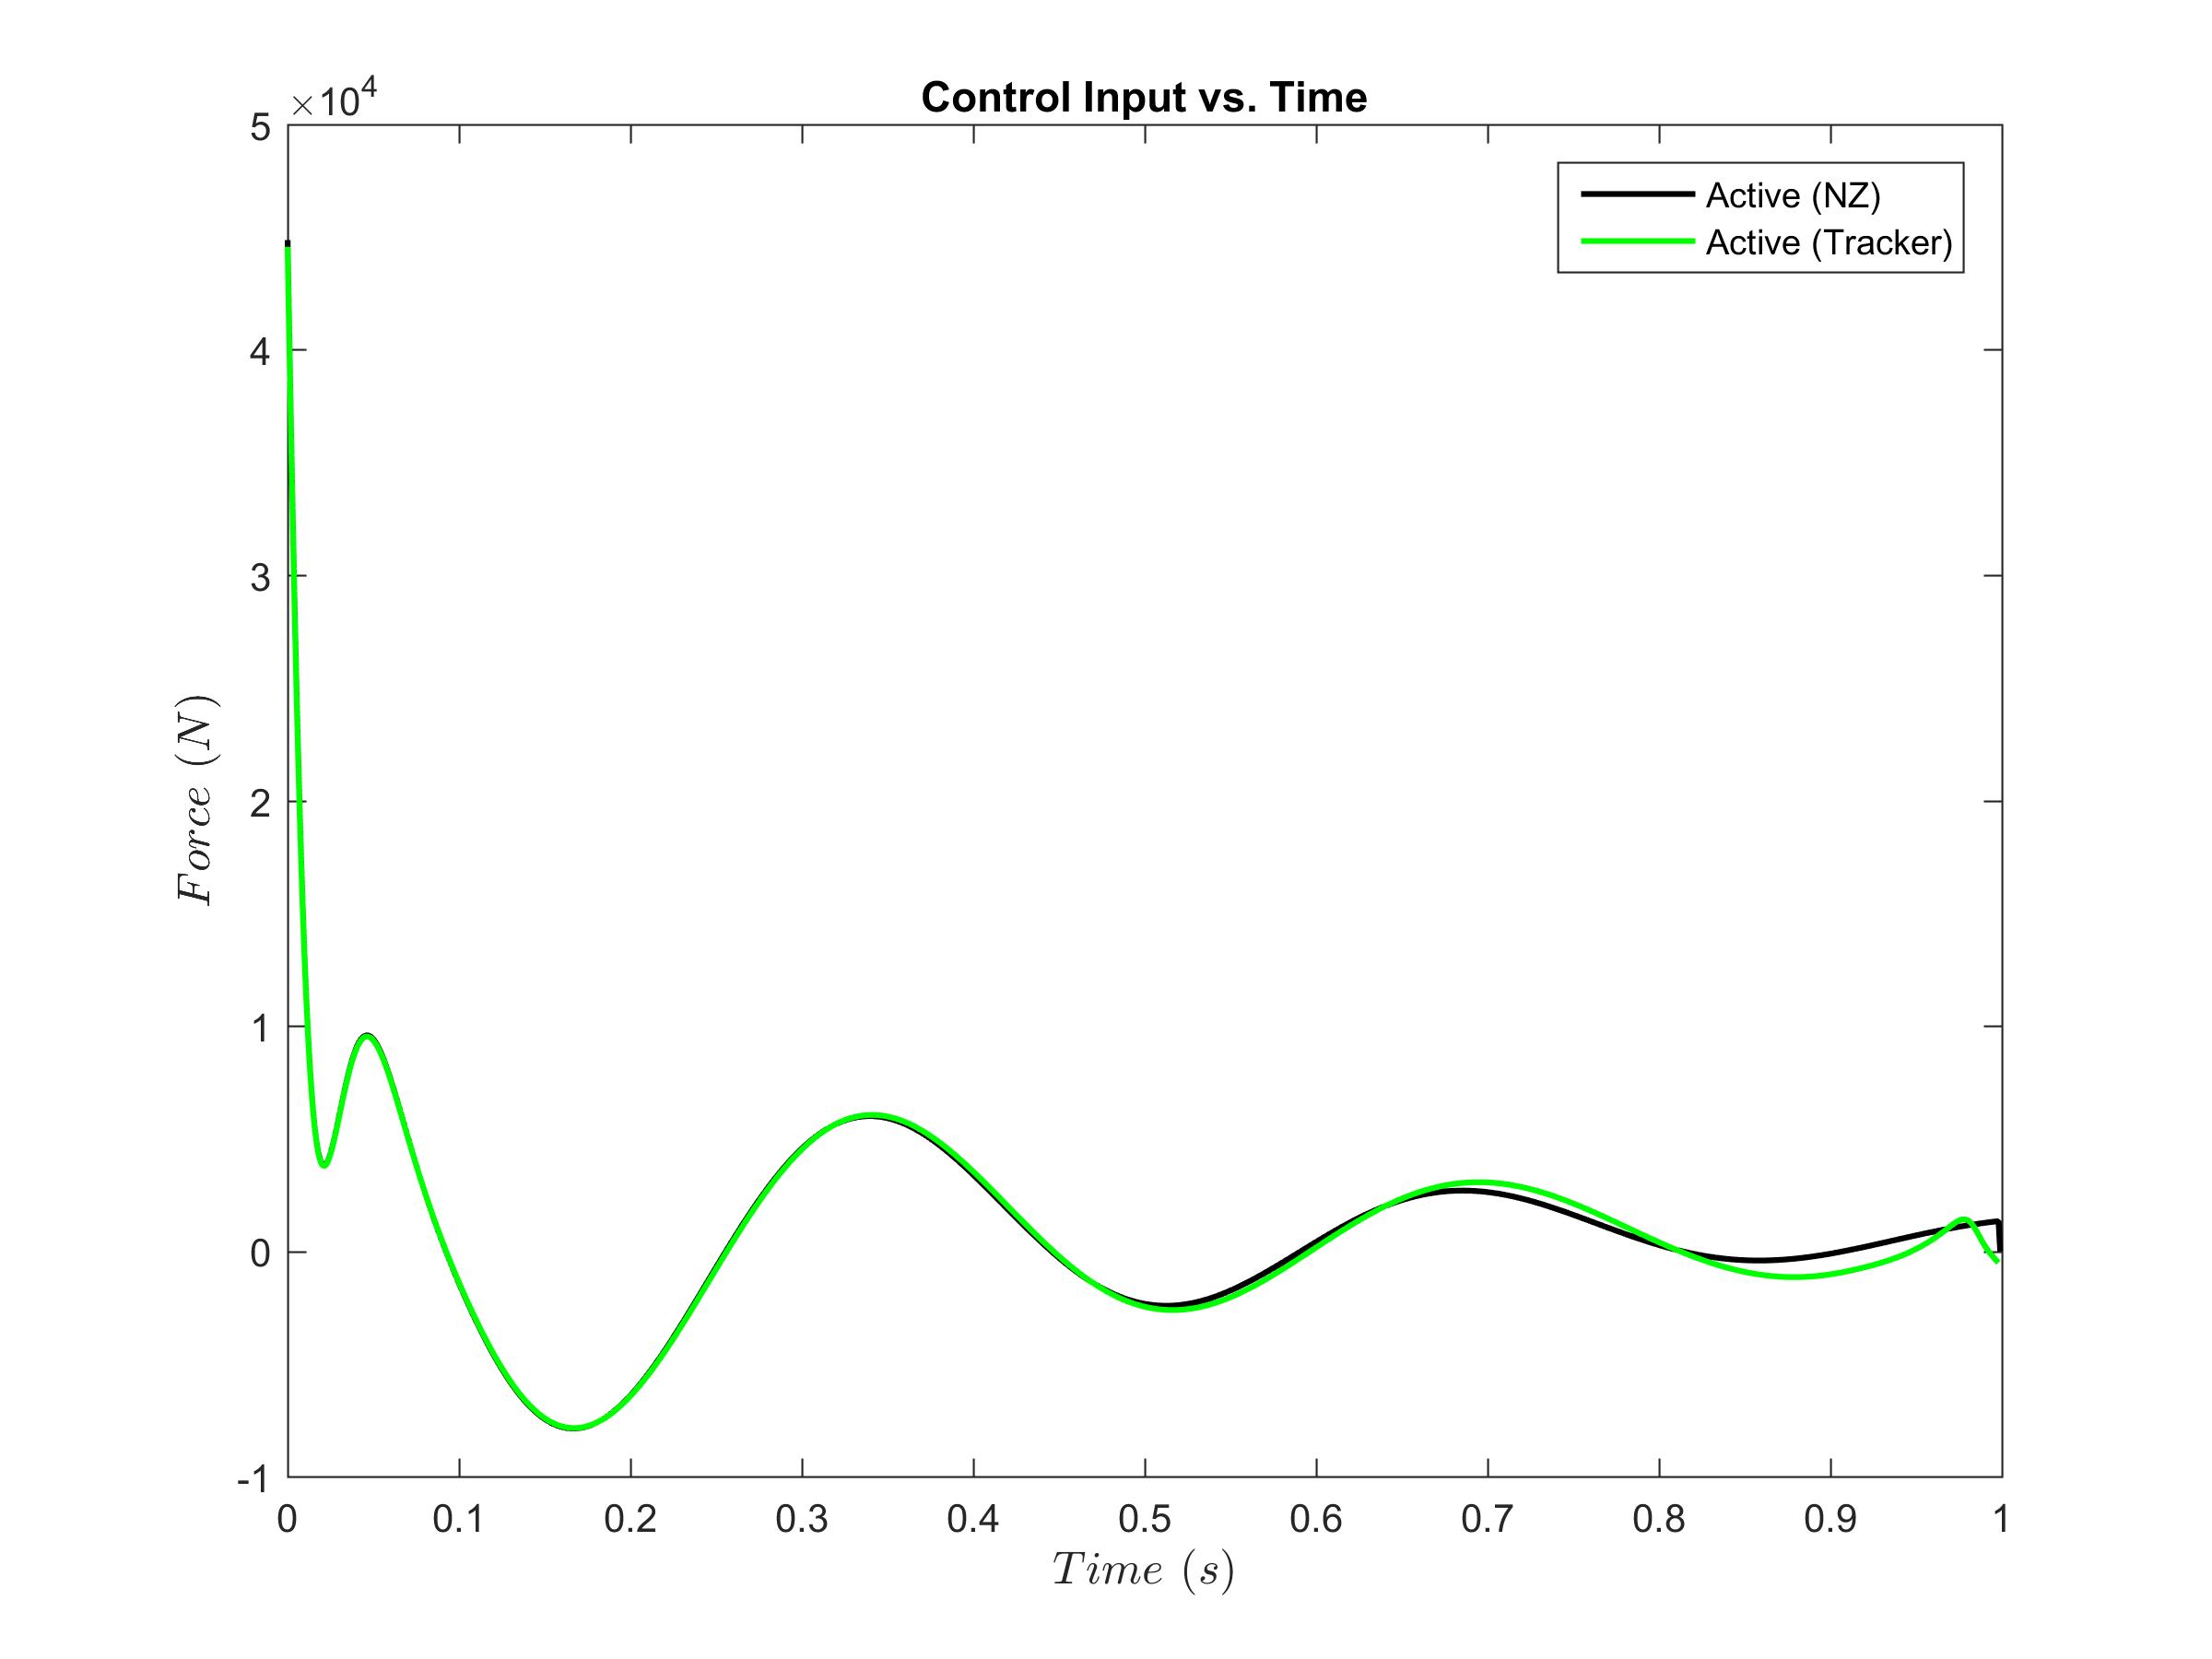 Control Input vs. Time
×10^4
Active (NZ)
Active (Tracker)
5
4
3
2
1
0
-1
Force (N)
0 0.1 0.2 0.3 0.4 0.5 0.6 0.7 0.8 0.9 1
Time (s)